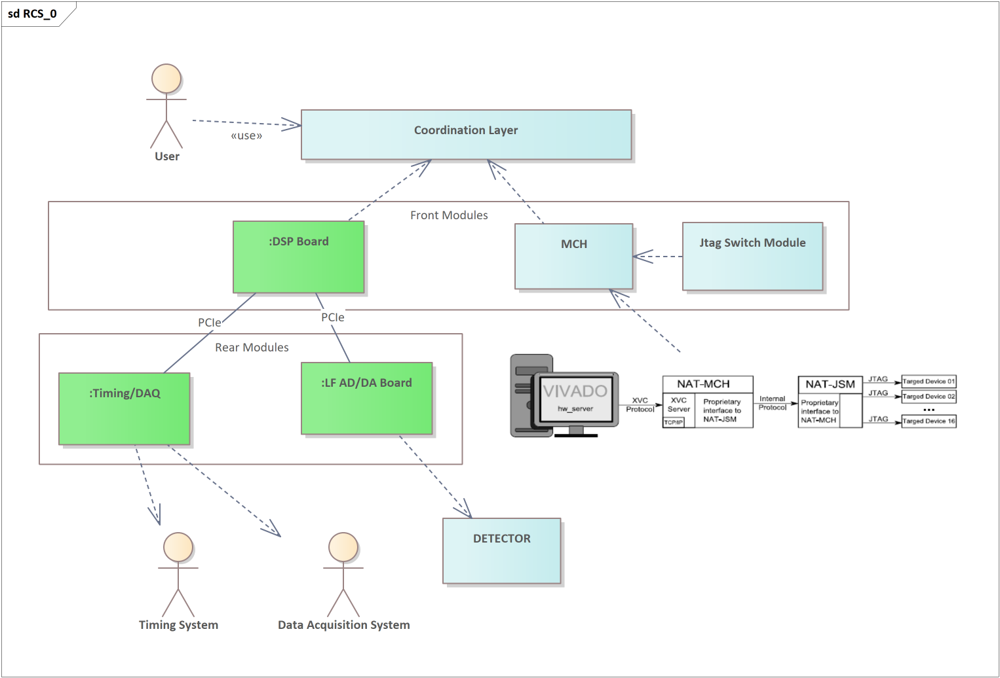 sd RCS_0
User
«use»
Coordination Layer
Front Modules
:DSP Board
MCH
Jtag Switch Module
PCIe
PCIe
Rear Modules
:Timing/DAQ
:LF AD/DA Board
VIVADO
hw_server
XVC
Protocol
NAT-MCH
XVC
Server
TCP/IP
Proprietary
interface to
NAT-JSM
Internal
Protocol
NAT-JSM
Proprietary
interface to
NAT-MCH
JTAG
Targed Device 01
JTAG
Targed Device 02
...
JTAG
Targed Device 16
DETECTOR
Timing System
Data Acquisition System